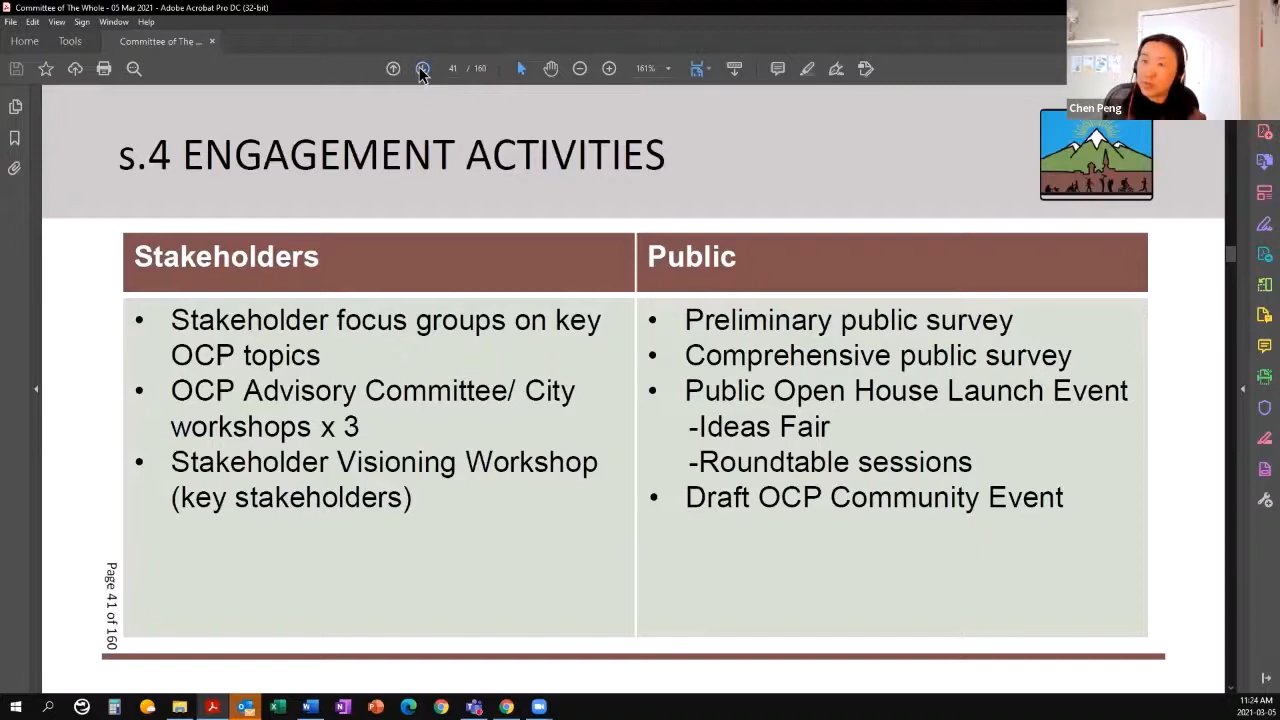 Committee of The Whole - 05 Mar 2021 - Adobe Acrobat Pro DC (32-bit)
File Edit View Sign Window Help
Home Tools Committee of The ... ×
41 / 160 161%
Chen Peng
s.4 ENGAGEMENT ACTIVITIES
Stakeholders
• Stakeholder focus groups on key
OCP topics
• OCP Advisory Committee/ City
workshops x 3
• Stakeholder Visioning Workshop
(key stakeholders)
Public
• Preliminary public survey
• Comprehensive public survey
• Public Open House Launch Event
-Ideas Fair
-Roundtable sessions
• Draft OCP Community Event
Page 41 of 160
11:24 AM
2021-03-05